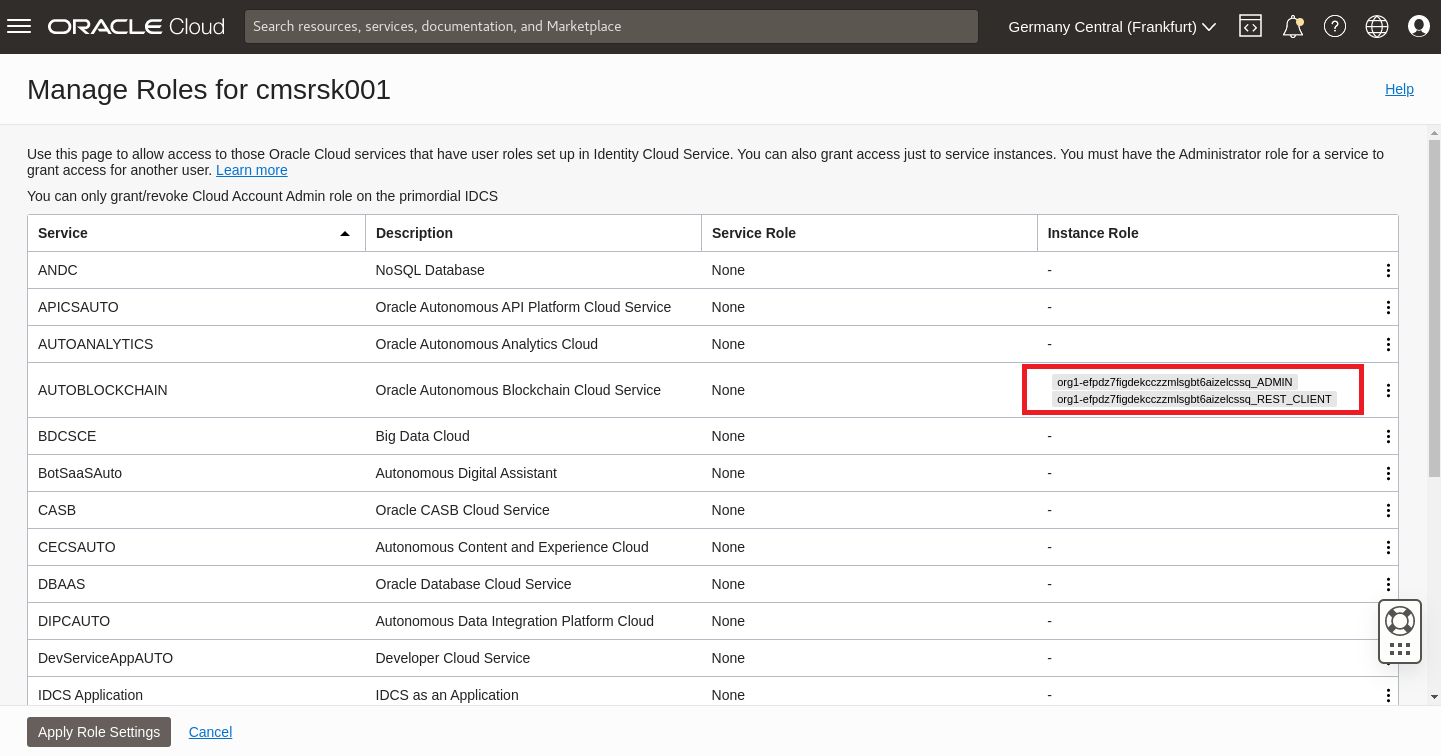 ORACLE Cloud
Search resources, services, documentation, and Marketplace
Germany Central (Frankfurt)
Manage Roles for cmsrsk001
Help
Use this page to allow access to those Oracle Cloud services that have user roles set up in Identity Cloud Service. You can also grant access just to service instances. You must have the Administrator role for a service to
grant access for another user. Learn more
You can only grant/revoke Cloud Account Admin role on the primordial IDCS
Service Description Service Role Instance Role
ANDC NoSQL Database None -
APICSAUTO Oracle Autonomous API Platform Cloud Service None -
AUTOANALYTICS Oracle Autonomous Analytics Cloud None -
AUTOBLOCKCHAIN Oracle Autonomous Blockchain Cloud Service None
org1-efpdz7figdekcczzmlsgbt6aizelcssq_ADMIN
org1-efpdz7figdekcczzmlsgbt6aizelcssq_REST_CLIENT
BDCSCE Big Data Cloud None -
BotSaaSAuto Autonomous Digital Assistant None -
CASB Oracle CASB Cloud Service None -
CECSAUTO Autonomous Content and Experience Cloud None -
DBAAS Oracle Database Cloud Service None -
DIPCAUTO Autonomous Data Integration Platform Cloud None -
DevServiceAppAUTO Developer Cloud Service None -
IDCS Application IDCS as an Application None -
Apply Role Settings Cancel